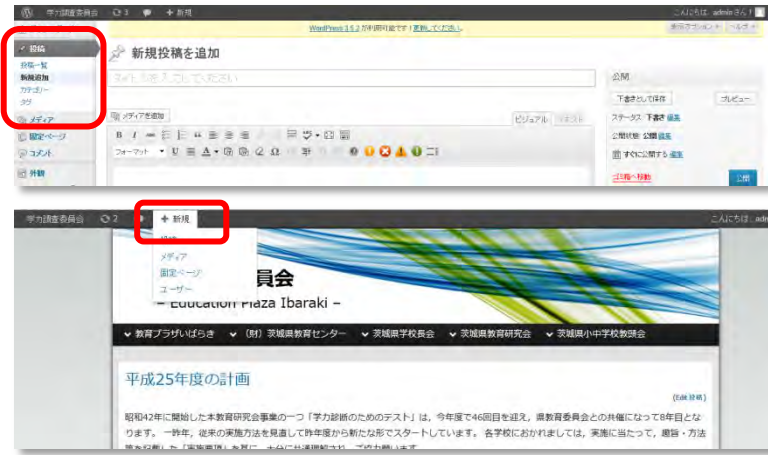 学力調査委員会 3 + 新規 こんにちは、adminさん!
WordPress 3.5.2 が利用可能です ! 更新してください。
表示オプション ヘルプ
投稿
投稿一覧
新規追加
カテゴリー
タグ
メディア
固定ページ
コメント
外観
新規投稿を追加
メディアを追加
ビジュアル テキスト
フォーマット
公開
下書きとして保存 プレビュー
ステータス: 下書き 編集
公開状態: 公開 編集
すぐに公開する 編集
ゴミ箱へ移動 公開
学力調査委員会 2 + 新規 こんにちは、adm
メディア
固定ページ
ユーザー
員会
– Education Plaza Ibaraki –
教育プラザいばらき (財) 茨城県教育センター 茨城県学校長会 茨城県教育研究会 茨城県小中学校教頭会
平成25年度の計画
(Edit 投稿)
昭和42年に開始した本教育研究会事業の一つ「学力診断のためのテスト」は,今年度で46回目を迎え,県教育委員会との共催になって8年目とな
ります。 一昨年,従来の実施方法を見直して昨年度から新たな形でスタートしています。 各学校におかれましては,実施に当たって,趣旨・方法